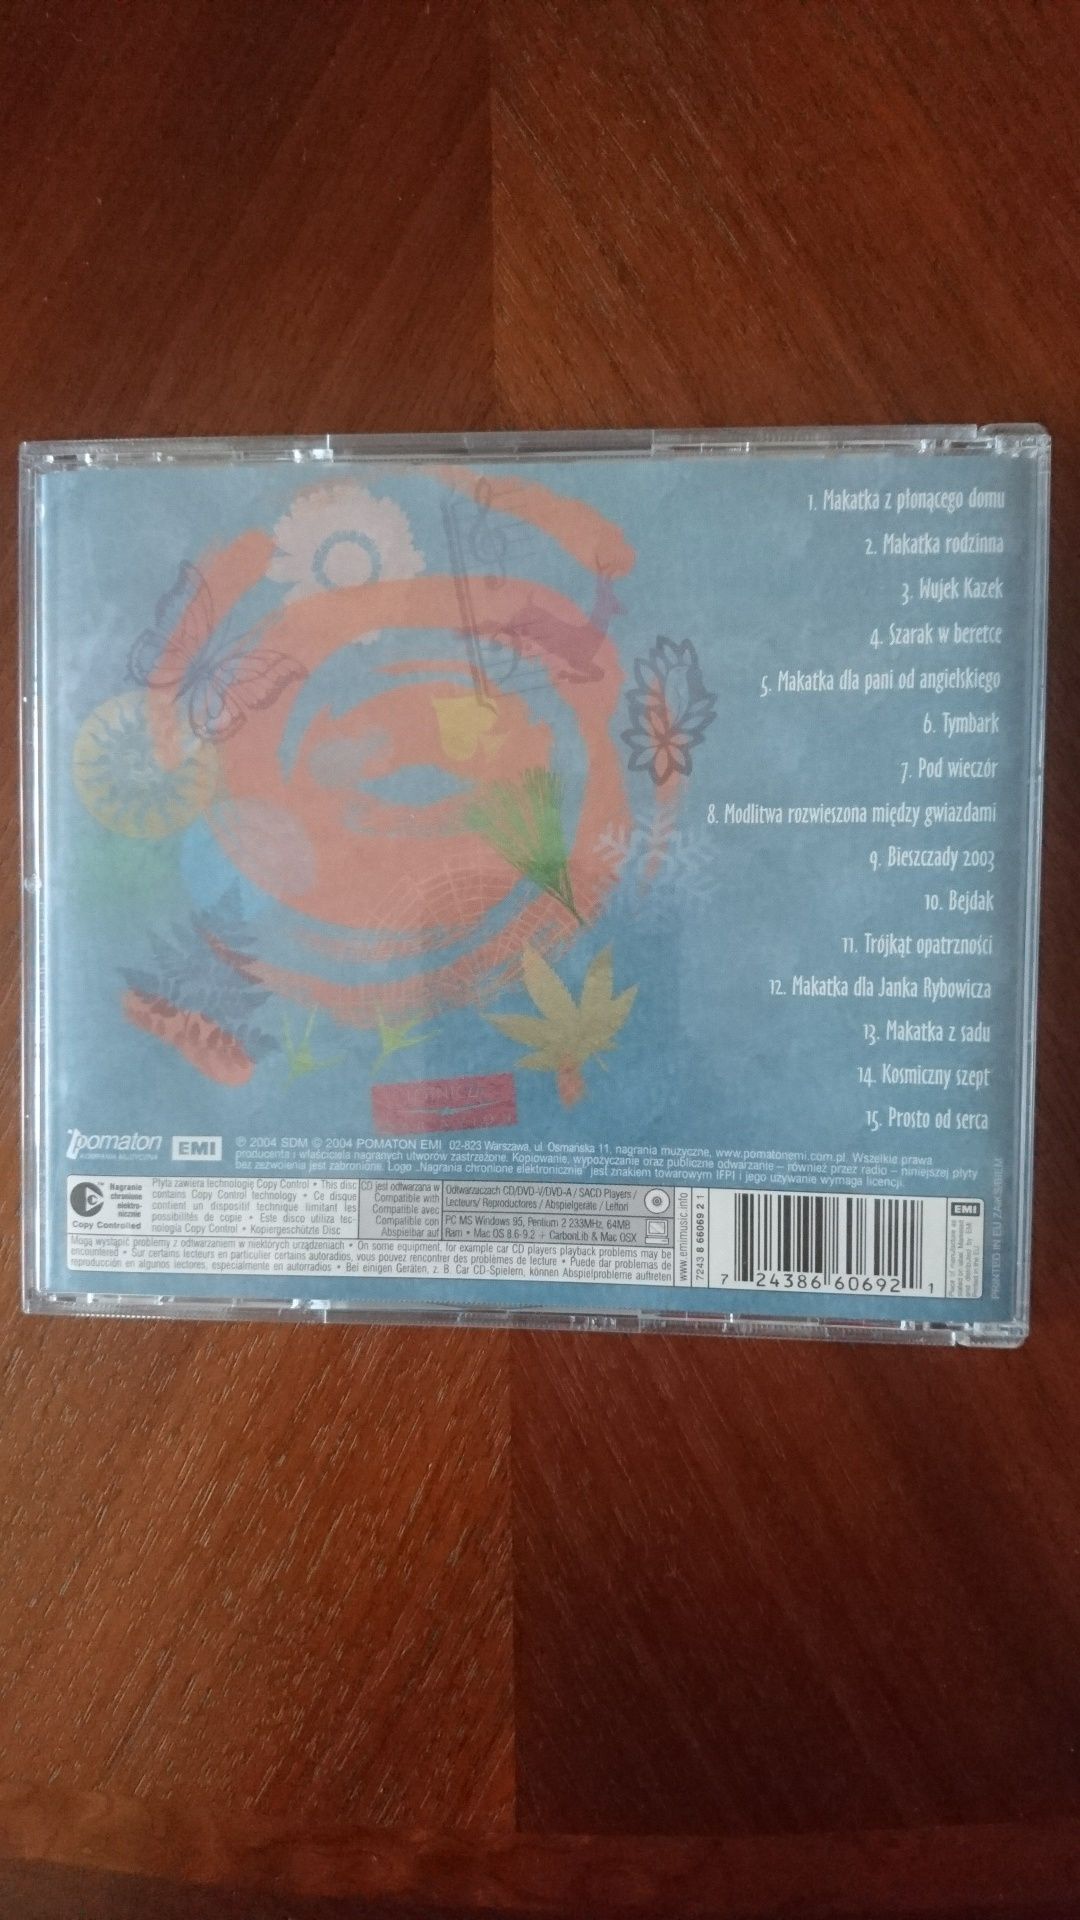 1. Makatka z płonącego domu
2. Makatka rodzinna
3. Wujek Kazek
4. Szarak w beretce
5. Makatka dla pani od angielskiego
6. Tymbark
7. Pod wieczór
8. Modlitwa rozwieszona między gwiazdami
9. Bieszczady 2003
10. Bejdak
11. Trójkąt opatrzności
12. Makatka dla Janka Rybowicza
13. Makatka z sadu
14. Kosmiczny szept
15. Prosto od serca
pomaton
KOMPANIA MUZYCZNA
EMI
℗ 2004 SDM © 2004 POMATON EMI 02-823 Warszawa, ul. Osmańska 11, nagrania muzyczne, www.pomatonemi.com.pl. Wszelkie prawa
producenta i właściciela nagranych utworów zastrzeżone. Kopiowanie, wypożyczanie oraz publiczne odtwarzanie – również przez radio – niniejszej płyty
bez zezwolenia jest zabronione. Logo „Nagrania chronione elektronicznie" jest znakiem towarowym IFPI i jego używanie wymaga licencji.
Nagranie
chronione
elektro-
nicznie
Copy Controlled
Płyta zawiera technologię Copy Control • This disc
contains Copy Control technology • Ce disque
contient un dispositif technique limitant les
possibilités de copie • Este disco utiliza tec-
nología Copy Control • Kopiergeschützte Disc
CD jest odtwarzana w
Compatible with
Compatible avec
Compatible con
Abspielbar auf
Odtwarzaczach CD/DVD-V/DVD-A / SACD Players /
Lecteurs/ Reproductores / Abspielgeräte / Lettori
PC MS Windows 95, Pentium 2 233MHz, 64MB
Ram • Mac OS 8.6-9.2 + CarbonLib & Mac OSX
Mogą wystąpić problemy z odtwarzaniem w niektórych urządzeniach • On some equipment, for example car CD players playback problems may be
encountered • Sur certains lecteurs en particulier certains autoradios, vous pouvez rencontrer des problèmes de lecture • Puede dar problemas de
reproducción en algunos lectores, especialmente en autorradios • Bei einigen Geräten, z. B. Car CD-Spielern, können Abspielprobleme auftreten
www.emimusic.info
7243 8 66069 2 1
7 24386 60692 1
EMI
PRINTED IN EU